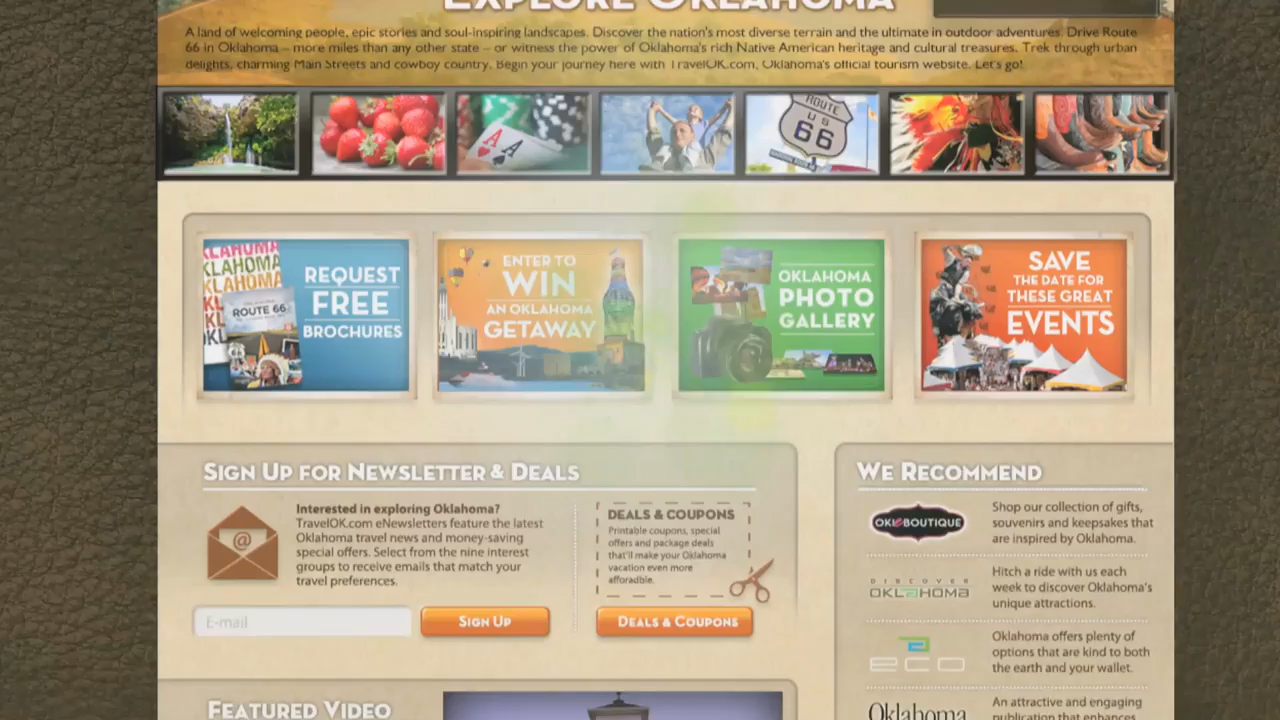 EXPLORE OKLAHOMA
A land of welcoming people, epic stories and soul-inspiring landscapes. Discover the nation's most diverse terrain and the ultimate in outdoor adventures. Drive Route
66 in Oklahoma – more miles than any other state – or witness the power of Oklahoma's rich Native American heritage and cultural treasures. Trek through urban
delights, charming Main Streets and cowboy country. Begin your journey here with TravelOK.com, Oklahoma's official tourism website. Let's go!
A A
ROUTE
US
66
REQUEST
FREE
BROCHURES
ROUTE 66
ENTER TO
WIN
AN OKLAHOMA
GETAWAY
OKLAHOMA
PHOTO
GALLERY
SAVE
THE DATE FOR
THESE GREAT
EVENTS
SIGN UP FOR NEWSLETTER & DEALS
Interested in exploring Oklahoma?
TravelOK.com eNewsletters feature the latest
Oklahoma travel news and money-saving
special offers. Select from the nine interest
groups to receive emails that match your
travel preferences.
E-mail
SIGN UP
DEALS & COUPONS
Printable coupons, special
offers and package deals
that'll make your Oklahoma
vacation even more
afforadble.
DEALS & COUPONS
WE RECOMMEND
OKIEBOUTIQUE
Shop our collection of gifts,
souvenirs and keepsakes that
are inspired by Oklahoma.
DISCOVER
OKLAHOMA
Hitch a ride with us each
week to discover Oklahoma's
unique attractions.
eco
Oklahoma offers plenty of
options that are kind to both
the earth and your wallet.
Oklahoma
An attractive and engaging
publication that enhances
FEATURED VIDEO